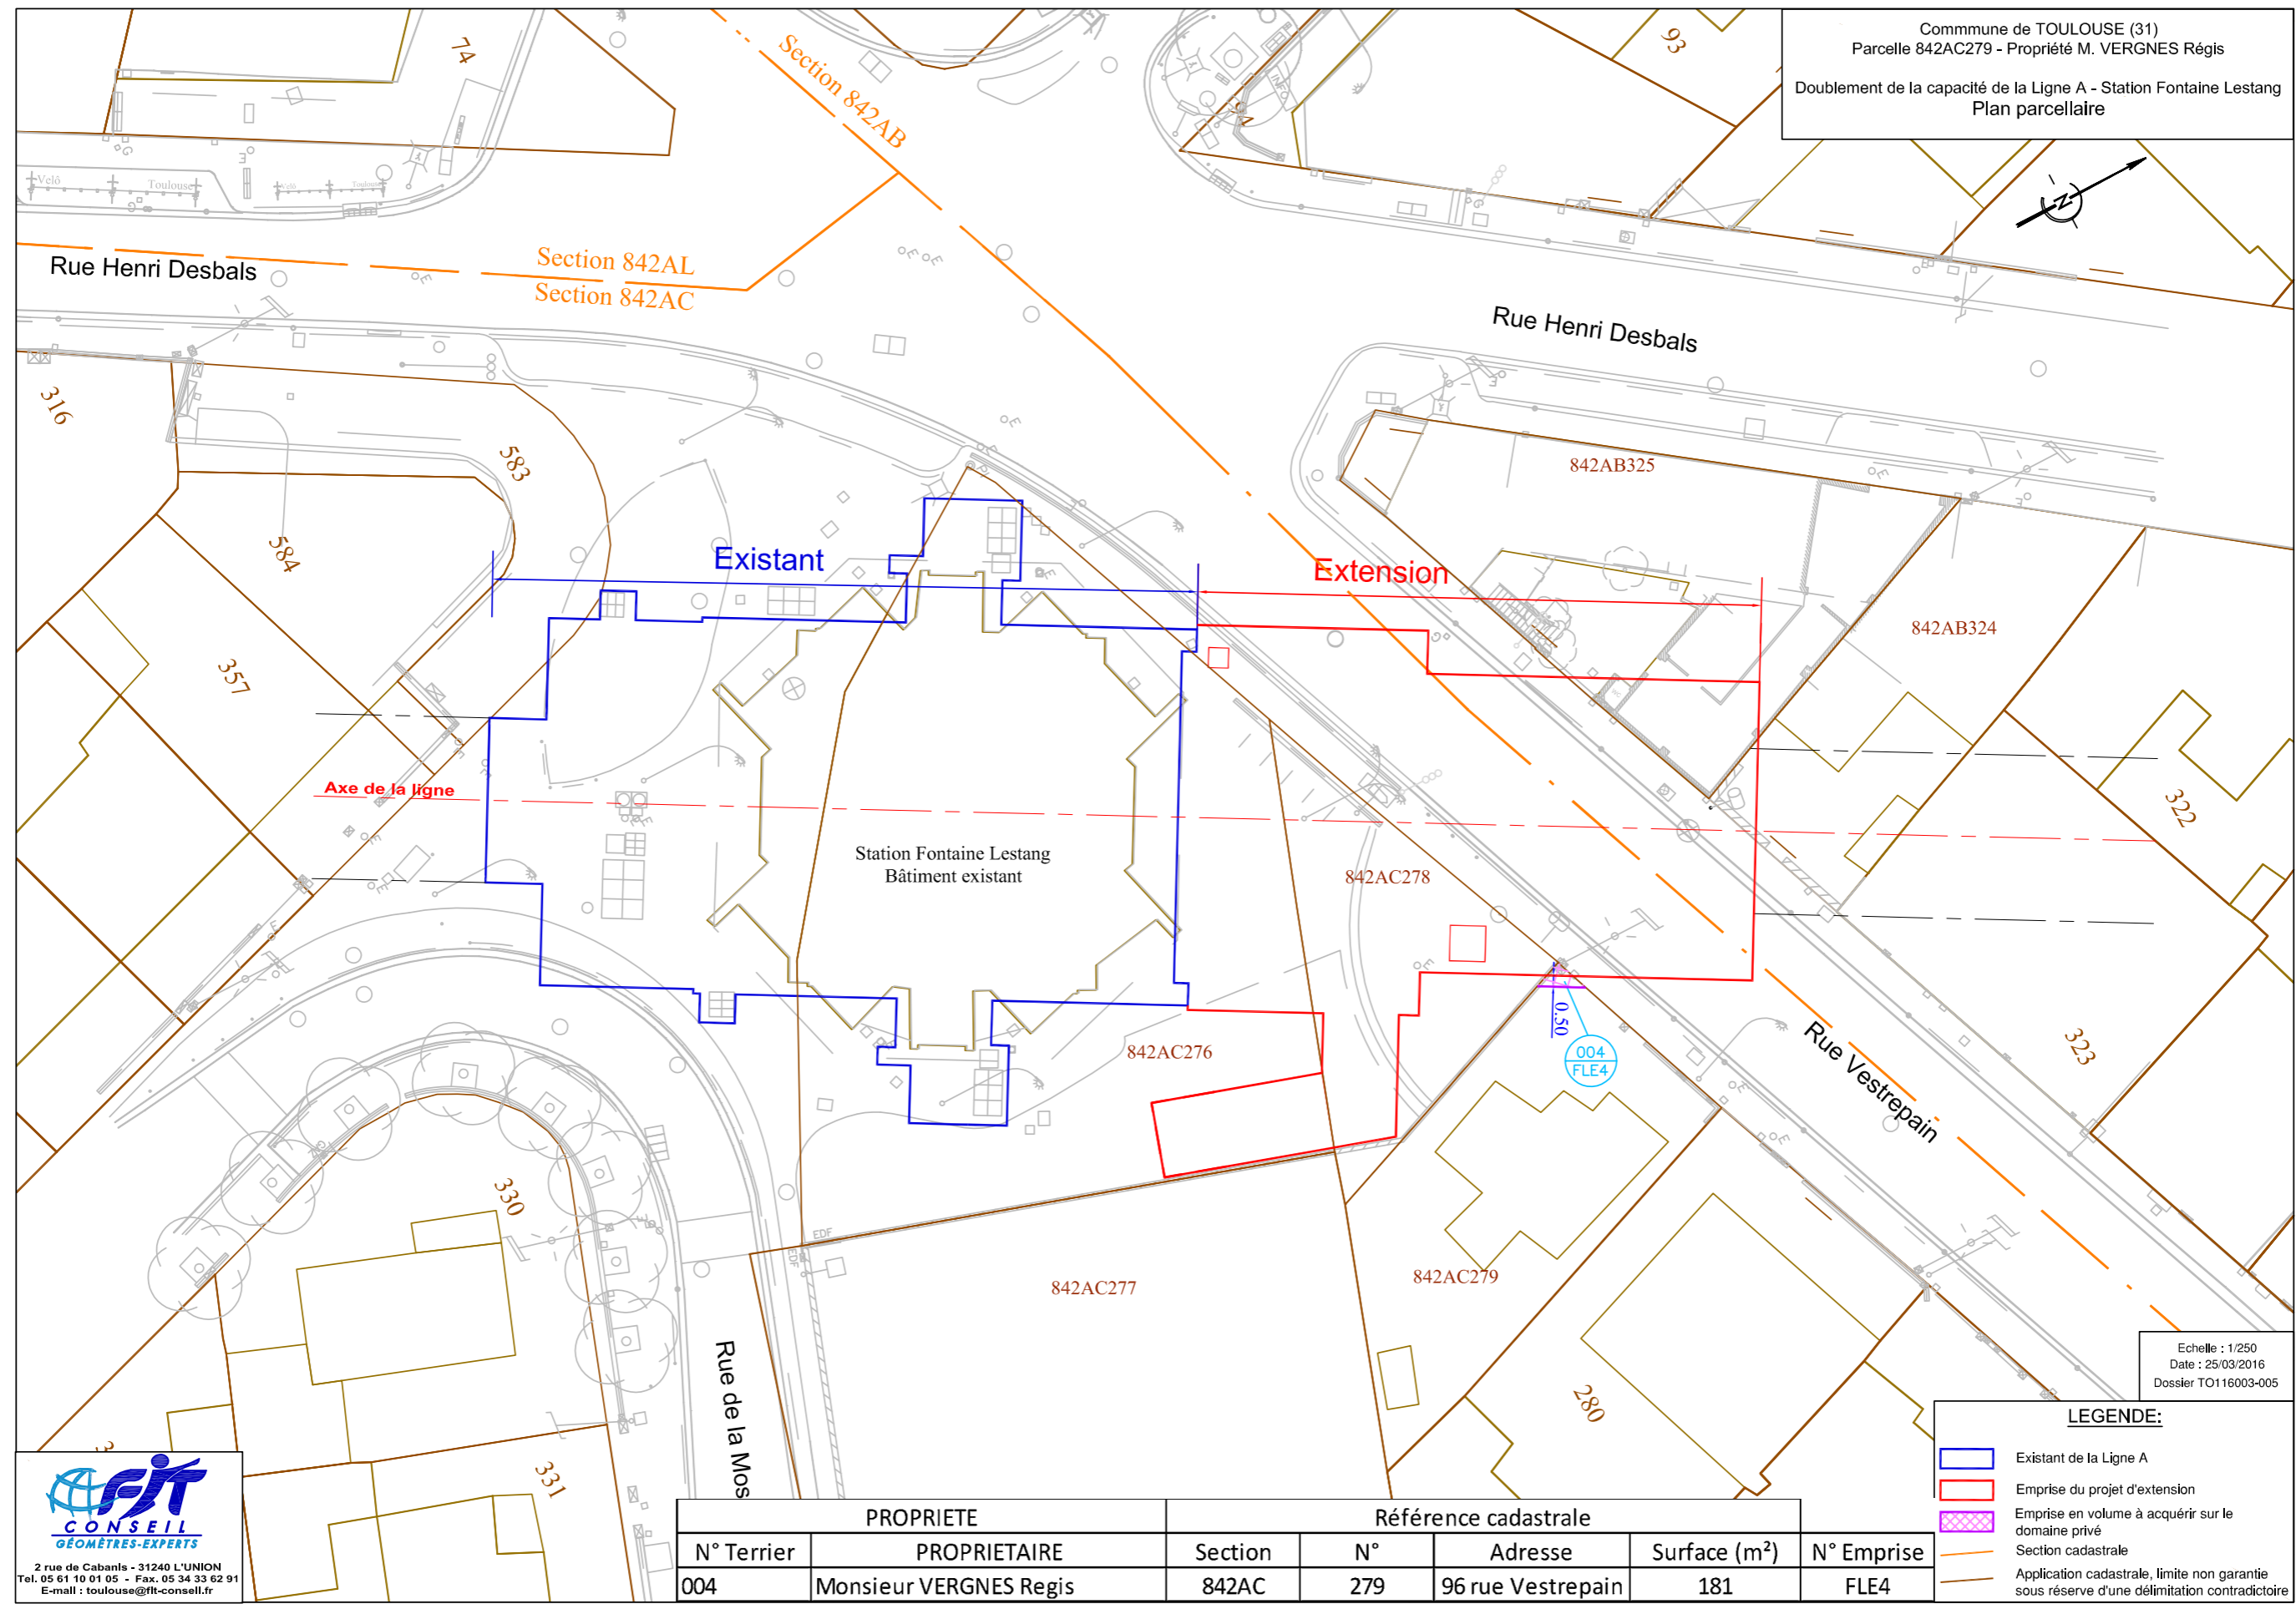 Commmune de TOULOUSE (31)
Parcelle 842AC279 - Propriété M. VERGNES Régis
Doublement de la capacité de la Ligne A - Station Fontaine Lestang
Plan parcellaire
N
74
93
Section 842AB
Vélô
Toulouse
Vélô
Toulouse
INFO
Section 842AL
Section 842AC
Rue Henri Desbals
Rue Henri Desbals
316
583
584
357
842AB325
842AB324
Existant
Extension
322
323
Axe de la ligne
Station Fontaine Lestang
Bâtiment existant
842AC278
842AC276
0.50
004
FLE4
Rue Vestrepain
330
331
EDF
EDF
842AC277
842AC279
280
Rue de la Mos
Echelle : 1/250
Date : 25/03/2016
Dossier TO116003-005
LEGENDE:
Existant de la Ligne A
Emprise du projet d'extension
Emprise en volume à acquérir sur le
domaine privé
Section cadastrale
Application cadastrale, limite non garantie
sous réserve d'une délimitation contradictoire
CONSEIL
GÉOMÈTRES-EXPERTS
2 rue de Cabanis - 31240 L'UNION
Tel. 05 61 10 01 05 - Fax. 05 34 33 62 91
E-mail : toulouse@flt-conseil.fr
PROPRIETE Référence cadastrale
N° Terrier PROPRIETAIRE Section N° Adresse Surface (m²) N° Emprise
004 Monsieur VERGNES Regis 842AC 279 96 rue Vestrepain 181 FLE4